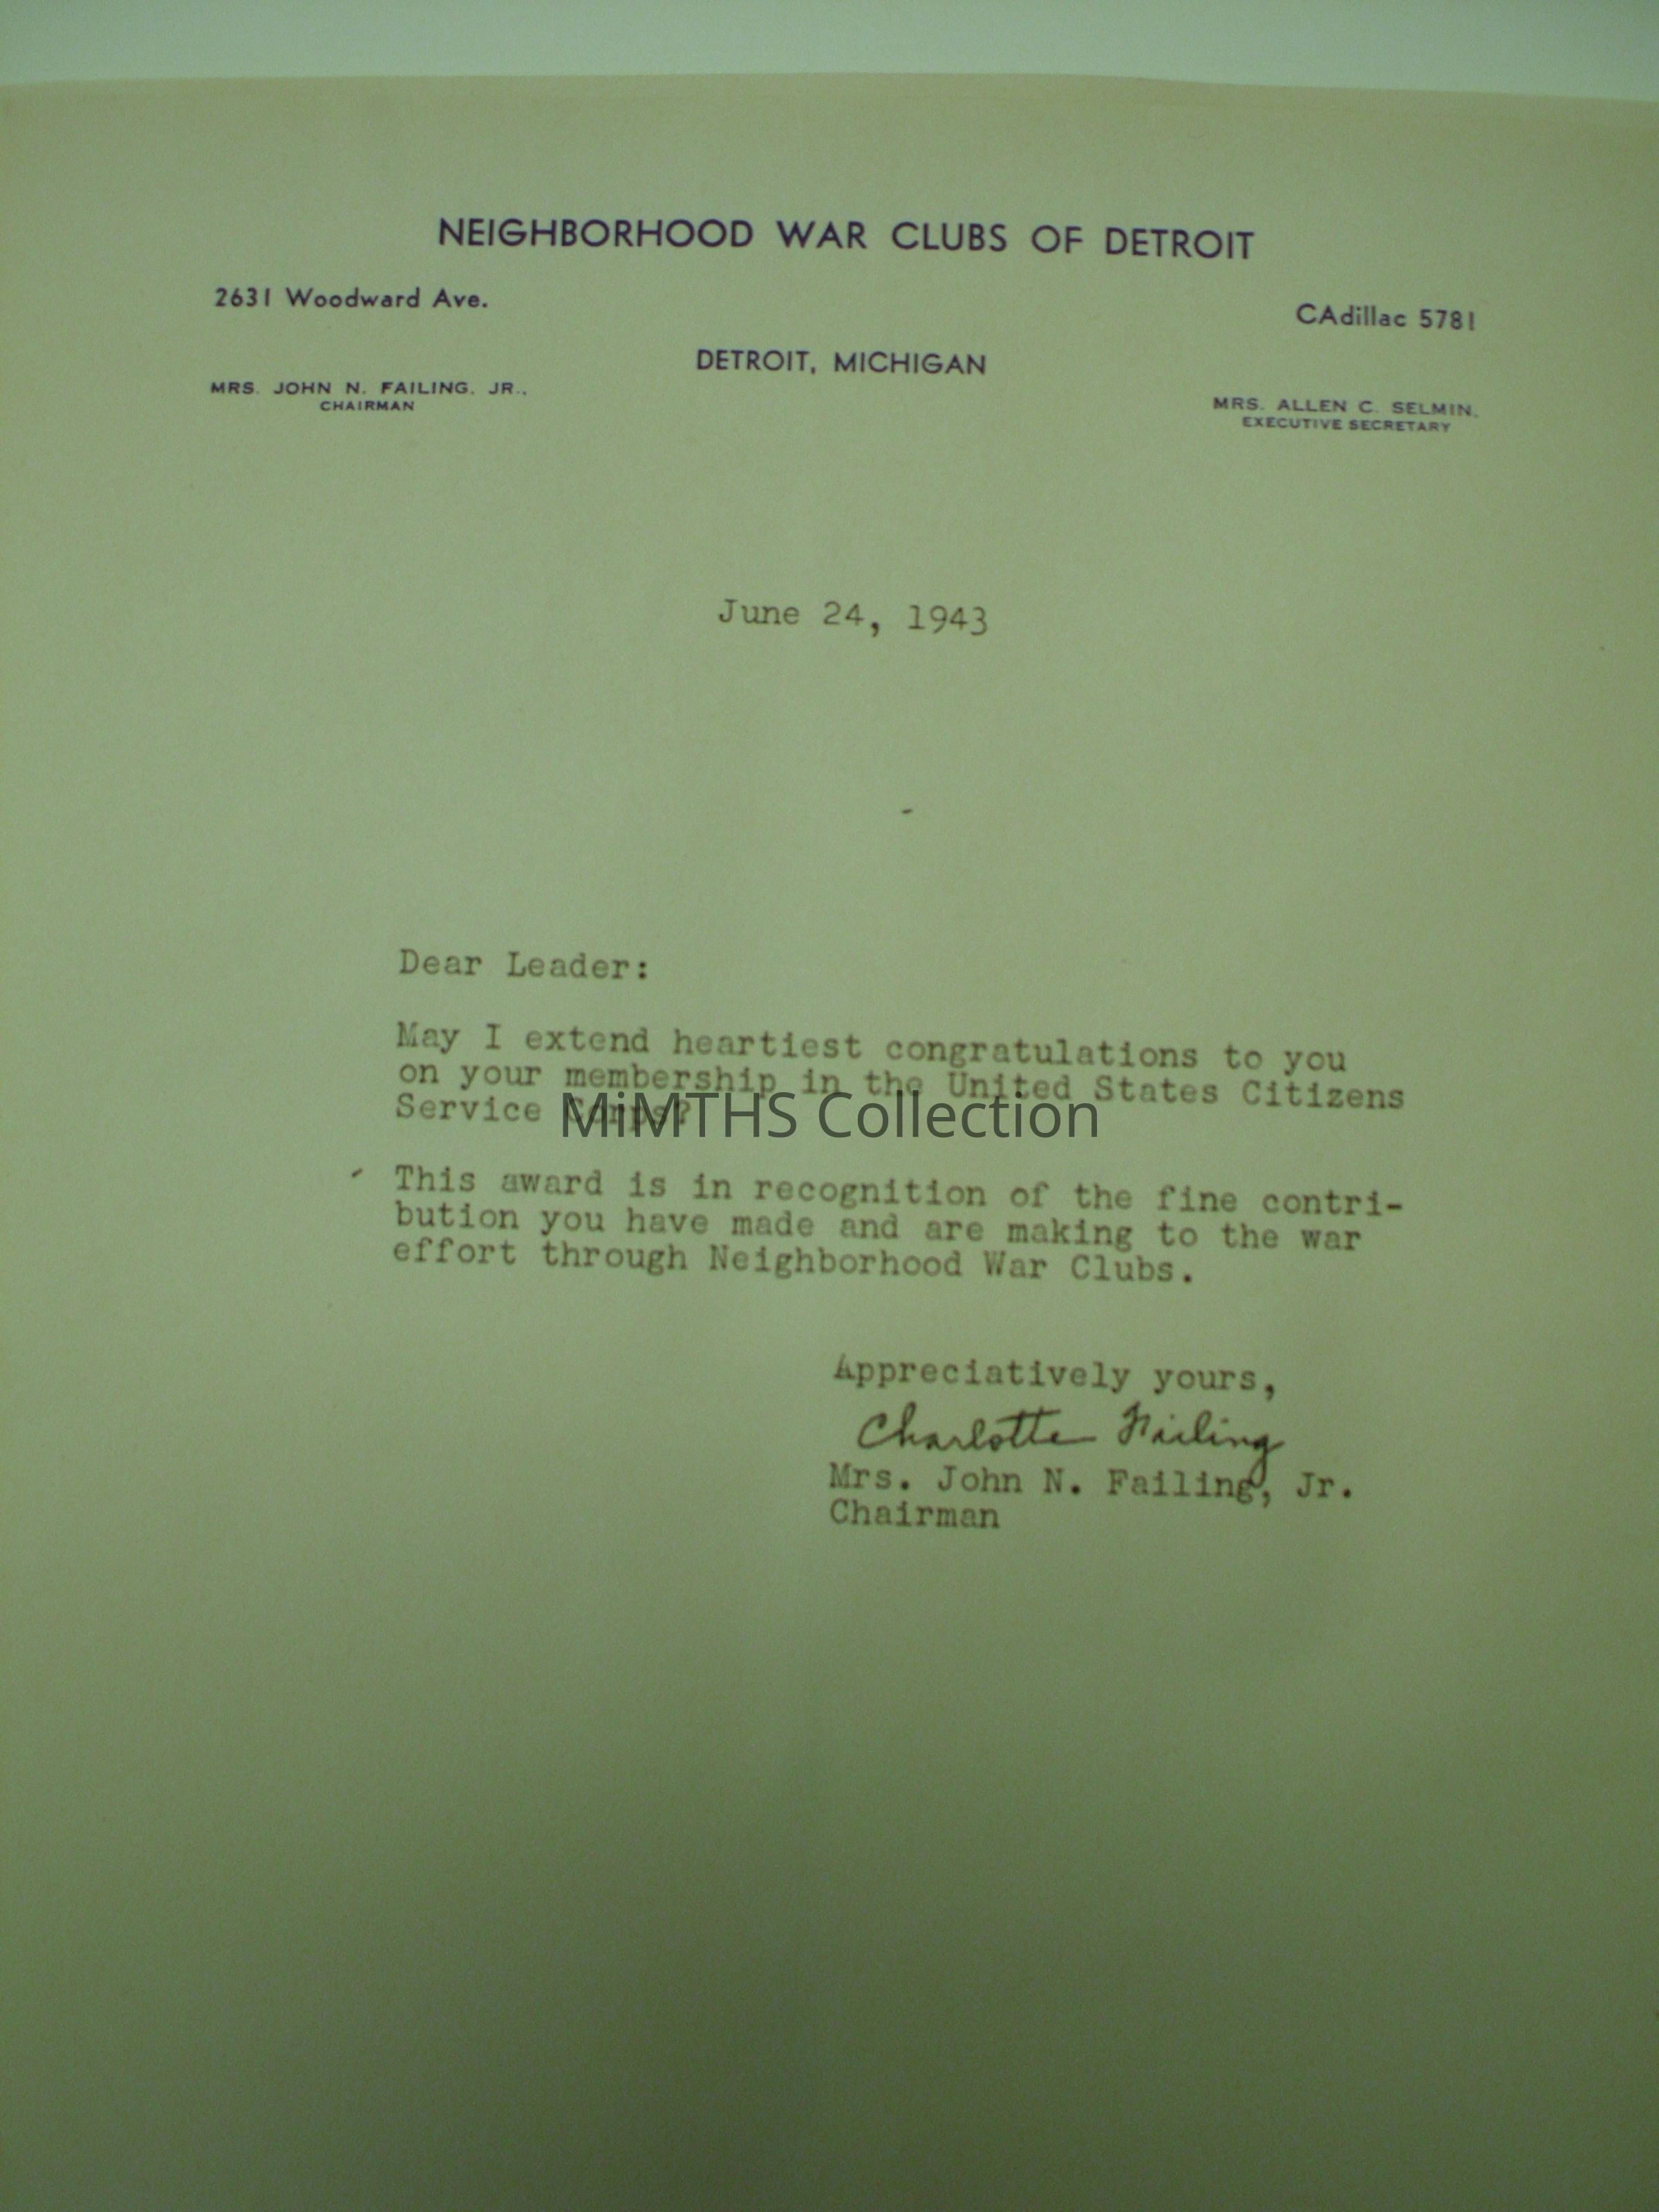 NEIGHBORHOOD WAR CLUBS OF DETROIT
2631 Woodward Ave.
CAdillac 5781
DETROIT, MICHIGAN
MRS. JOHN N. FAILING, JR.,
CHAIRMAN
MRS. ALLEN C. SELMIN,
EXECUTIVE SECRETARY
June 24, 1943
Dear Leader:
May I extend heartiest congratulations to you
on your membership in the United States Citizens
Service Corps?
MiMTHS Collection
This award is in recognition of the fine contri-
bution you have made and are making to the war
effort through Neighborhood War Clubs.
Appreciatively yours,
Charlotte Failing
Mrs. John N. Failing, Jr.
Chairman